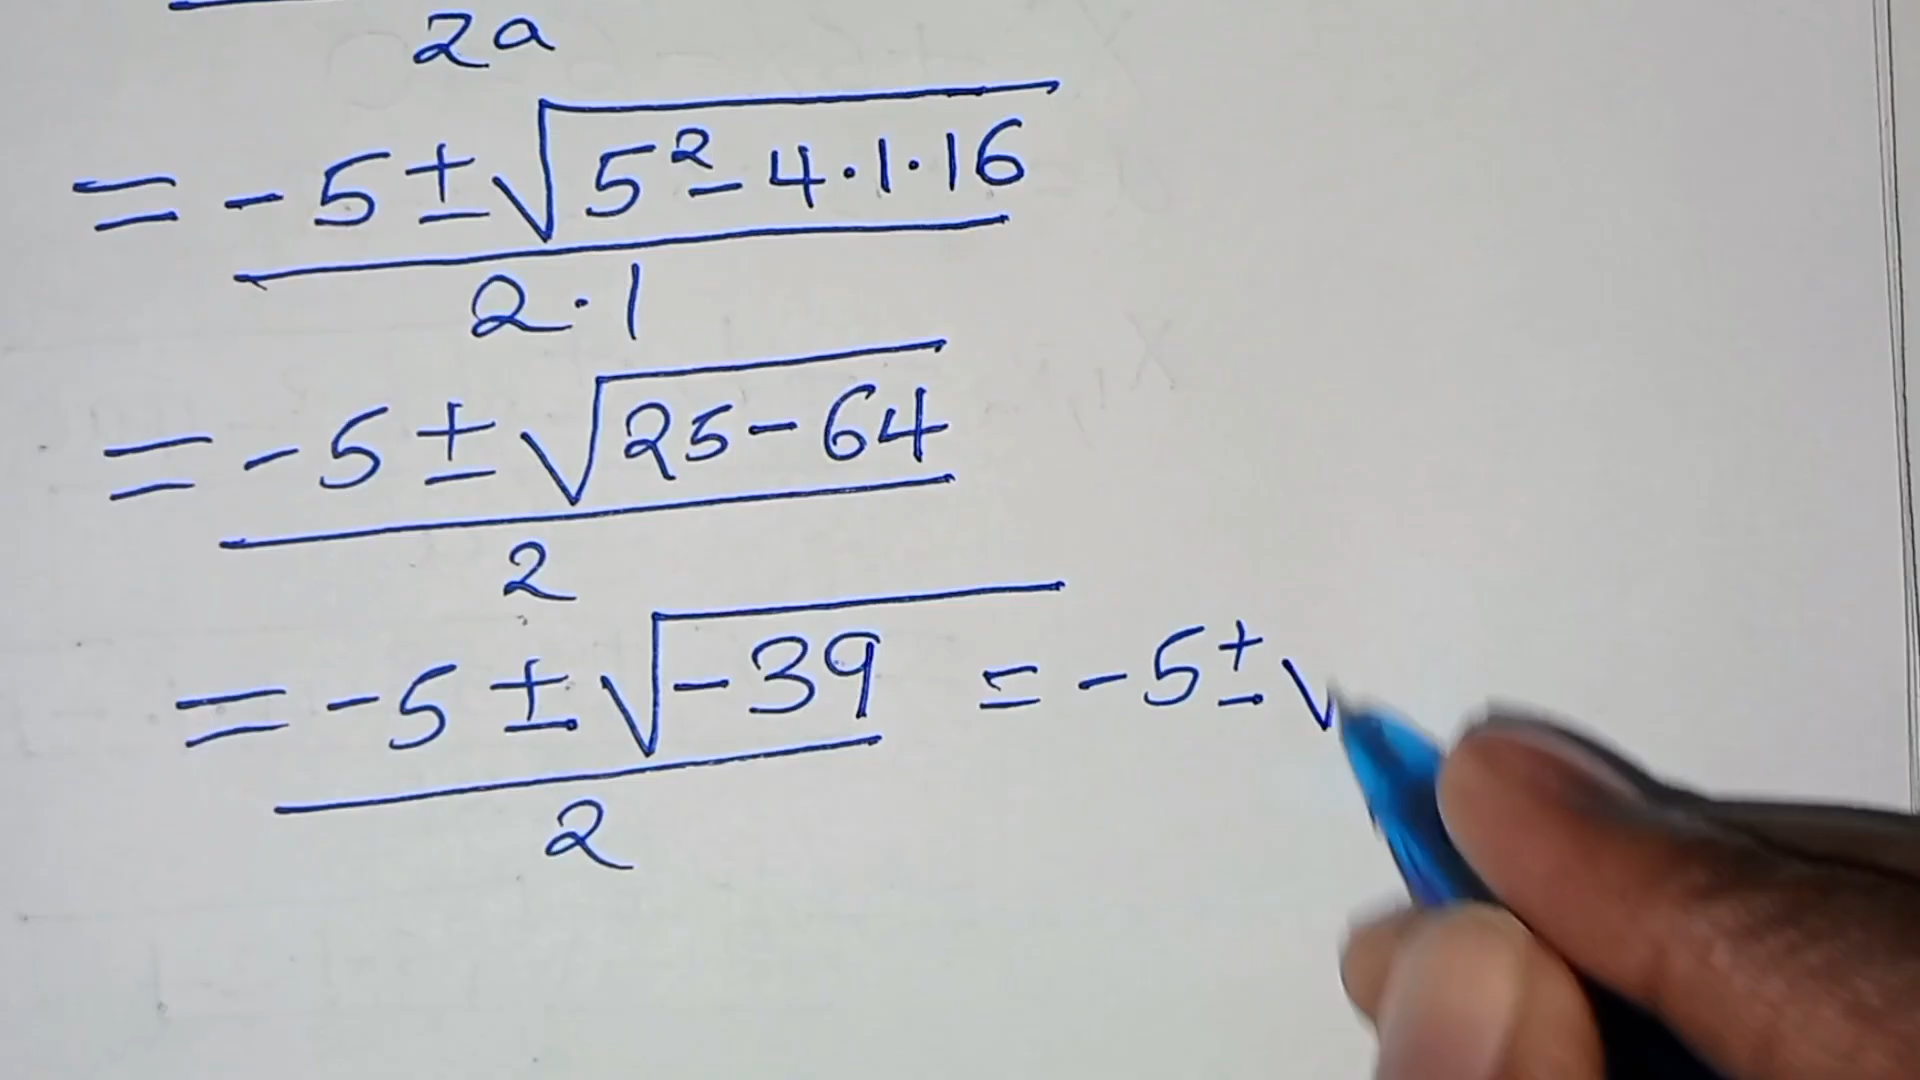 2a
= -5 ± √5² - 4·1·16
2·1
= -5 ± √25 - 64
2
= -5 ± √-39 = -5 ± √
2